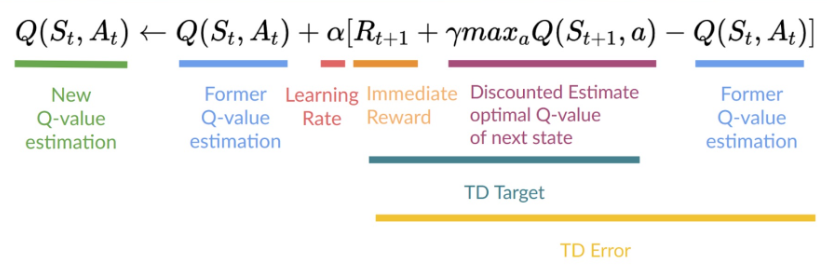 Q(S_t, A_t) ← Q(S_t, A_t) + α[R_{t+1} + γmax_aQ(S_{t+1}, a) − Q(S_t, A_t)]
New
Q-value
estimation
Former
Q-value
estimation
Learning
Rate
Immediate
Reward
Discounted Estimate
optimal Q-value
of next state
Former
Q-value
estimation
TD Target
TD Error